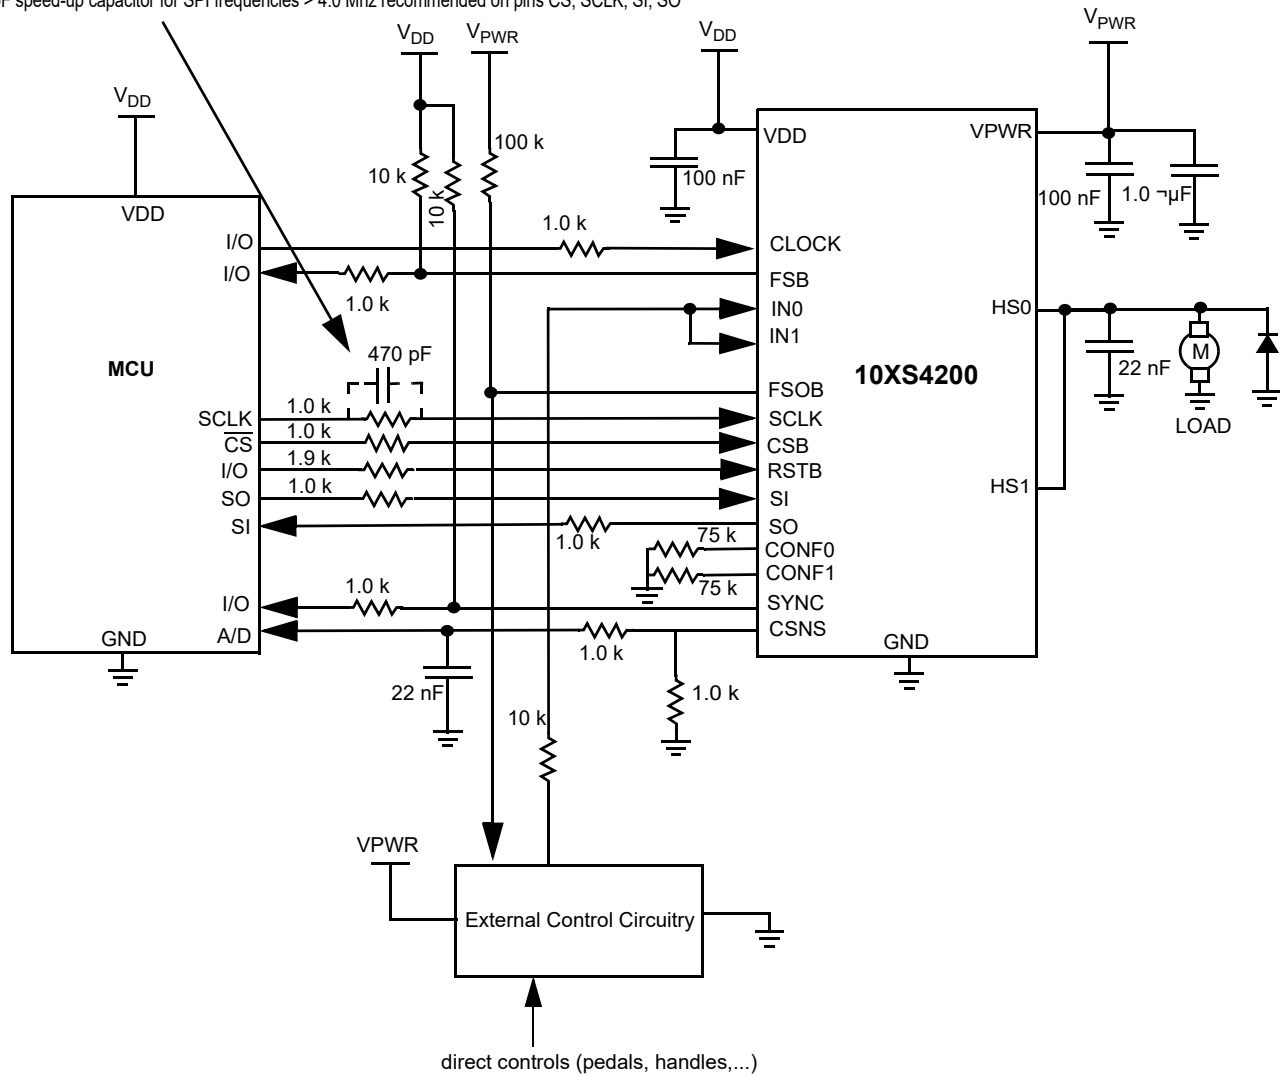 speed-up capacitor for SPI frequencies > 4.0 Mhz recommended on pins CS, SCLK, SI, SO
VDD
VPWR
VDD
VPWR
VDD
100 k
10 k
10 k
VDD
100 nF
VPWR
100 nF
1.0 ¬µF
VDD
I/O
1.0 k
CLOCK
I/O
1.0 k
FSB
IN0
IN1
HS0
MCU
470 pF
10XS4200
22 nF
M
LOAD
FSOB
SCLK
1.0 k
SCLK
CS
1.0 k
CSB
I/O
1.9 k
RSTB
SO
1.0 k
SI
HS1
SI
1.0 k
SO
75 k
CONF0
75 k
CONF1
I/O
1.0 k
SYNC
A/D
1.0 k
CSNS
GND
GND
22 nF
1.0 k
10 k
VPWR
External Control Circuitry
direct controls (pedals, handles,...)